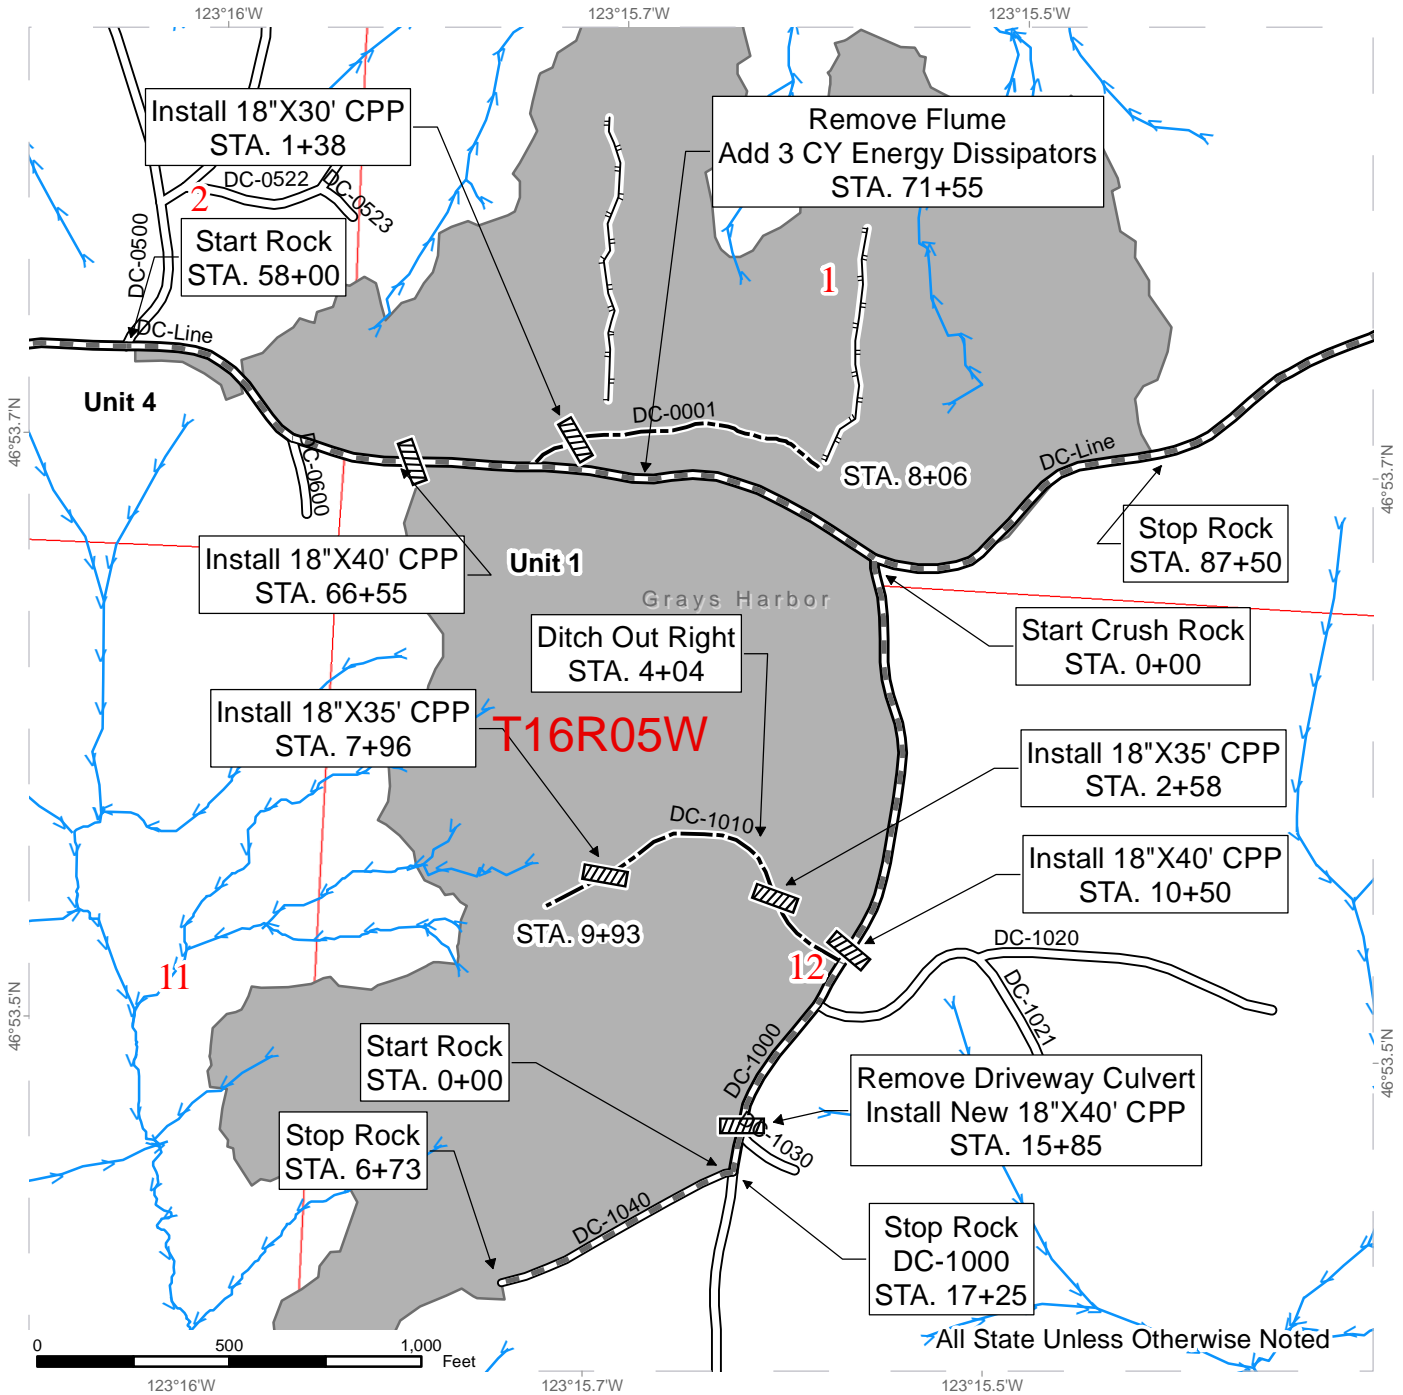 123°16'W
123°15.7'W
123°15.5'W
Install 18"X30' CPP
STA. 1+38
Remove Flume
Add 3 CY Energy Dissipators
STA. 71+55
DC-0522
DC-0523
2
DC-0500
Start Rock
STA. 58+00
1
DC-Line
Unit 4
DC-0001
DC-0600
DC-Line
46°53.7'N
46°53.7'N
STA. 8+06
Stop Rock
STA. 87+50
Install 18"X40' CPP
STA. 66+55
Unit 1
Grays Harbor
Start Crush Rock
STA. 0+00
Ditch Out Right
STA. 4+04
Install 18"X35' CPP
STA. 7+96
T16R05W
Install 18"X35' CPP
STA. 2+58
DC-1010
Install 18"X40' CPP
STA. 10+50
STA. 9+93
12
11
DC-1020
DC-1021
46°53.5'N
46°53.5'N
Start Rock
STA. 0+00
DC-1000
Remove Driveway Culvert
Install New 18"X40' CPP
STA. 15+85
DC-1030
Stop Rock
STA. 6+73
DC-1040
Stop Rock
DC-1000
STA. 17+25
All State Unless Otherwise Noted
0
500
1,000
Feet
123°16'W
123°15.7'W
123°15.5'W